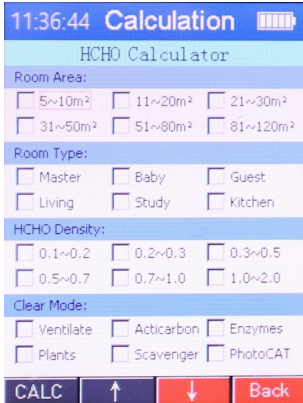 11:36:44 Calculation
HCHO Calculator
Room Area:
5~10m² 11~20m² 21~30m²
31~50m² 51~80m² 81~120m²
Room Type:
Master Baby Guest
Living Study Kitchen
HCHO Density:
0.1~0.2 0.2~0.3 0.3~0.5
0.5~0.7 0.7~1.0 1.0~2.0
Clear Mode:
Ventilate Acticarbon Enzymes
Plants Scavenger PhotoCAT
CALC ↑ ↓ Back